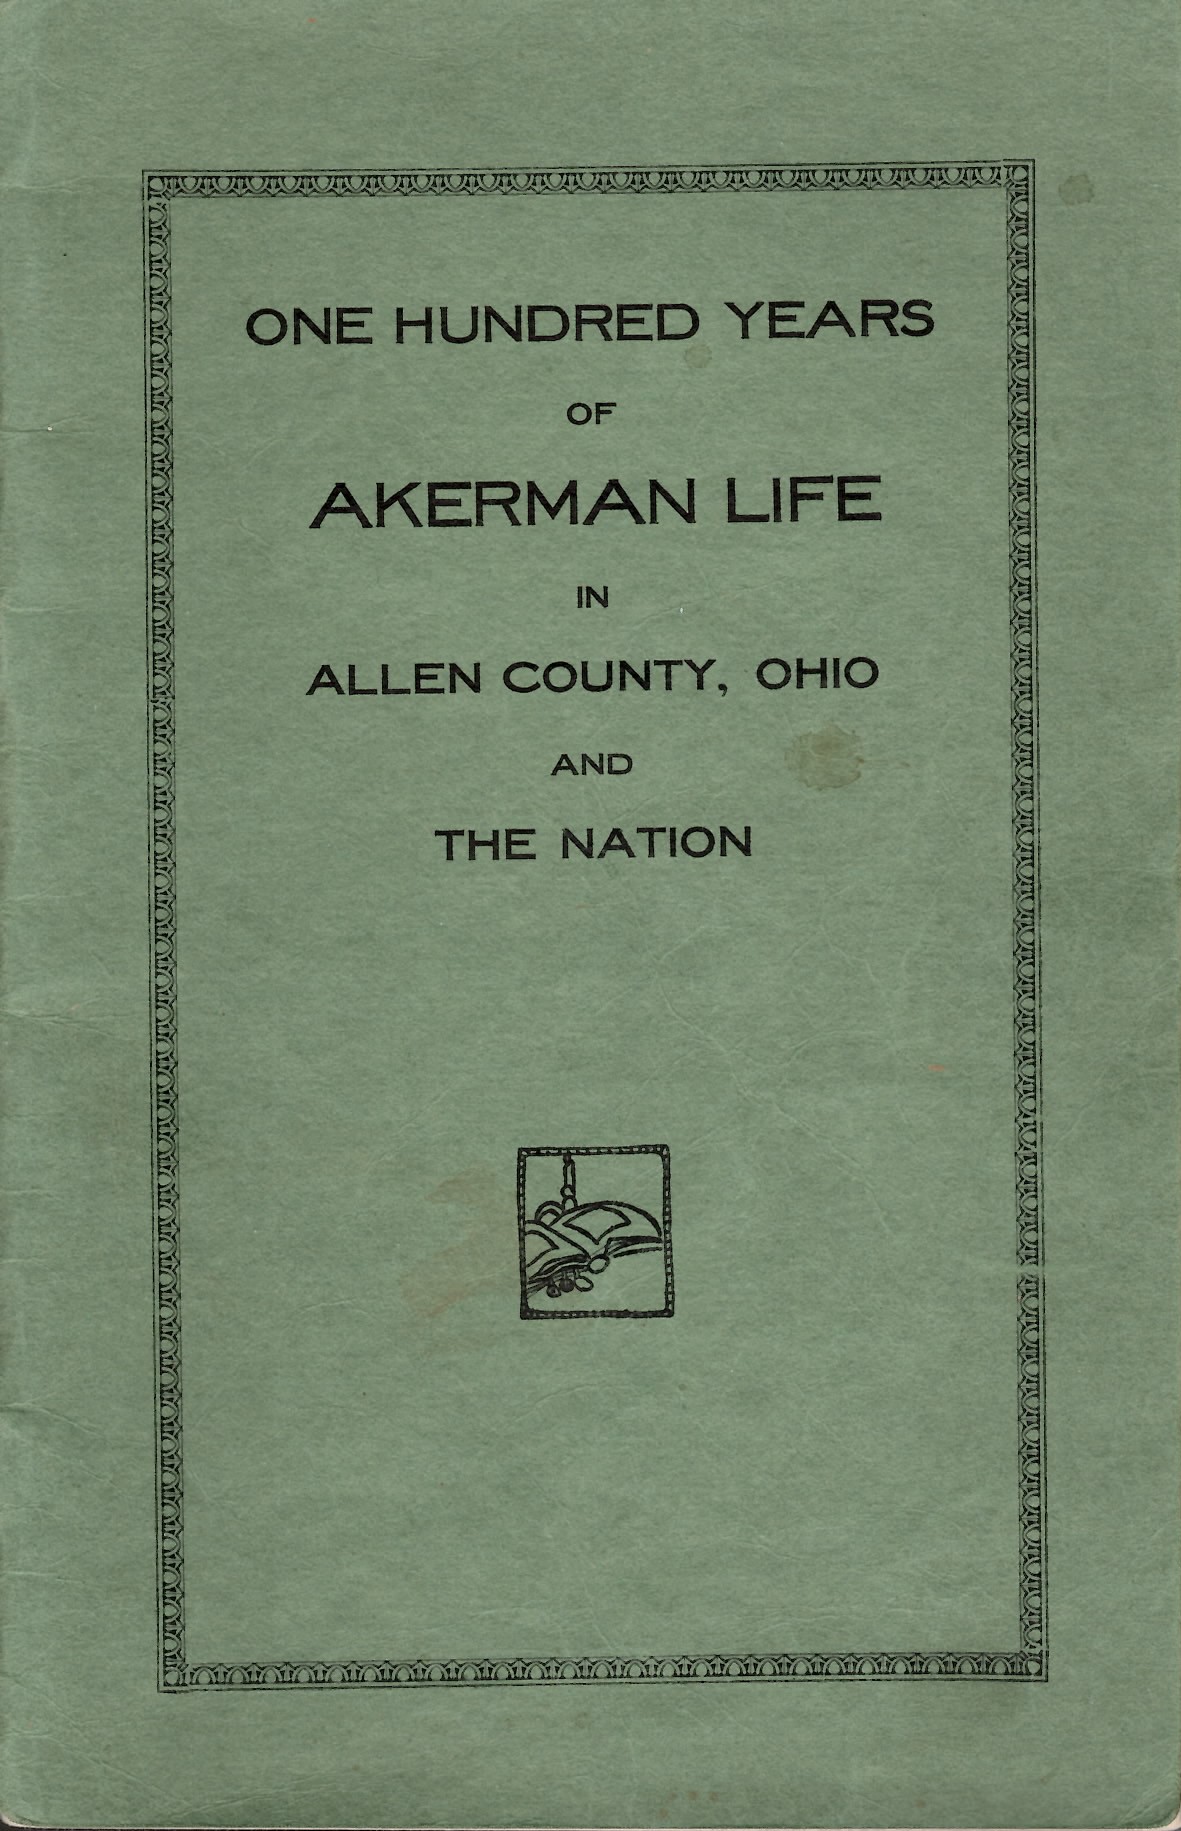 ONE HUNDRED YEARS
OF
AKERMAN LIFE
IN
ALLEN COUNTY, OHIO
AND
THE NATION